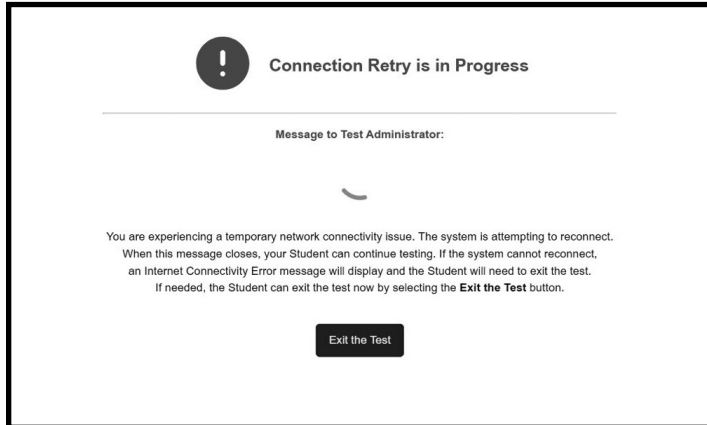 Connection Retry is in Progress
Message to Test Administrator:
You are experiencing a temporary network connectivity issue. The system is attempting to reconnect.
When this message closes, your Student can continue testing. If the system cannot reconnect,
an Internet Connectivity Error message will display and the Student will need to exit the test.
If needed, the Student can exit the test now by selecting the Exit the Test button.
Exit the Test